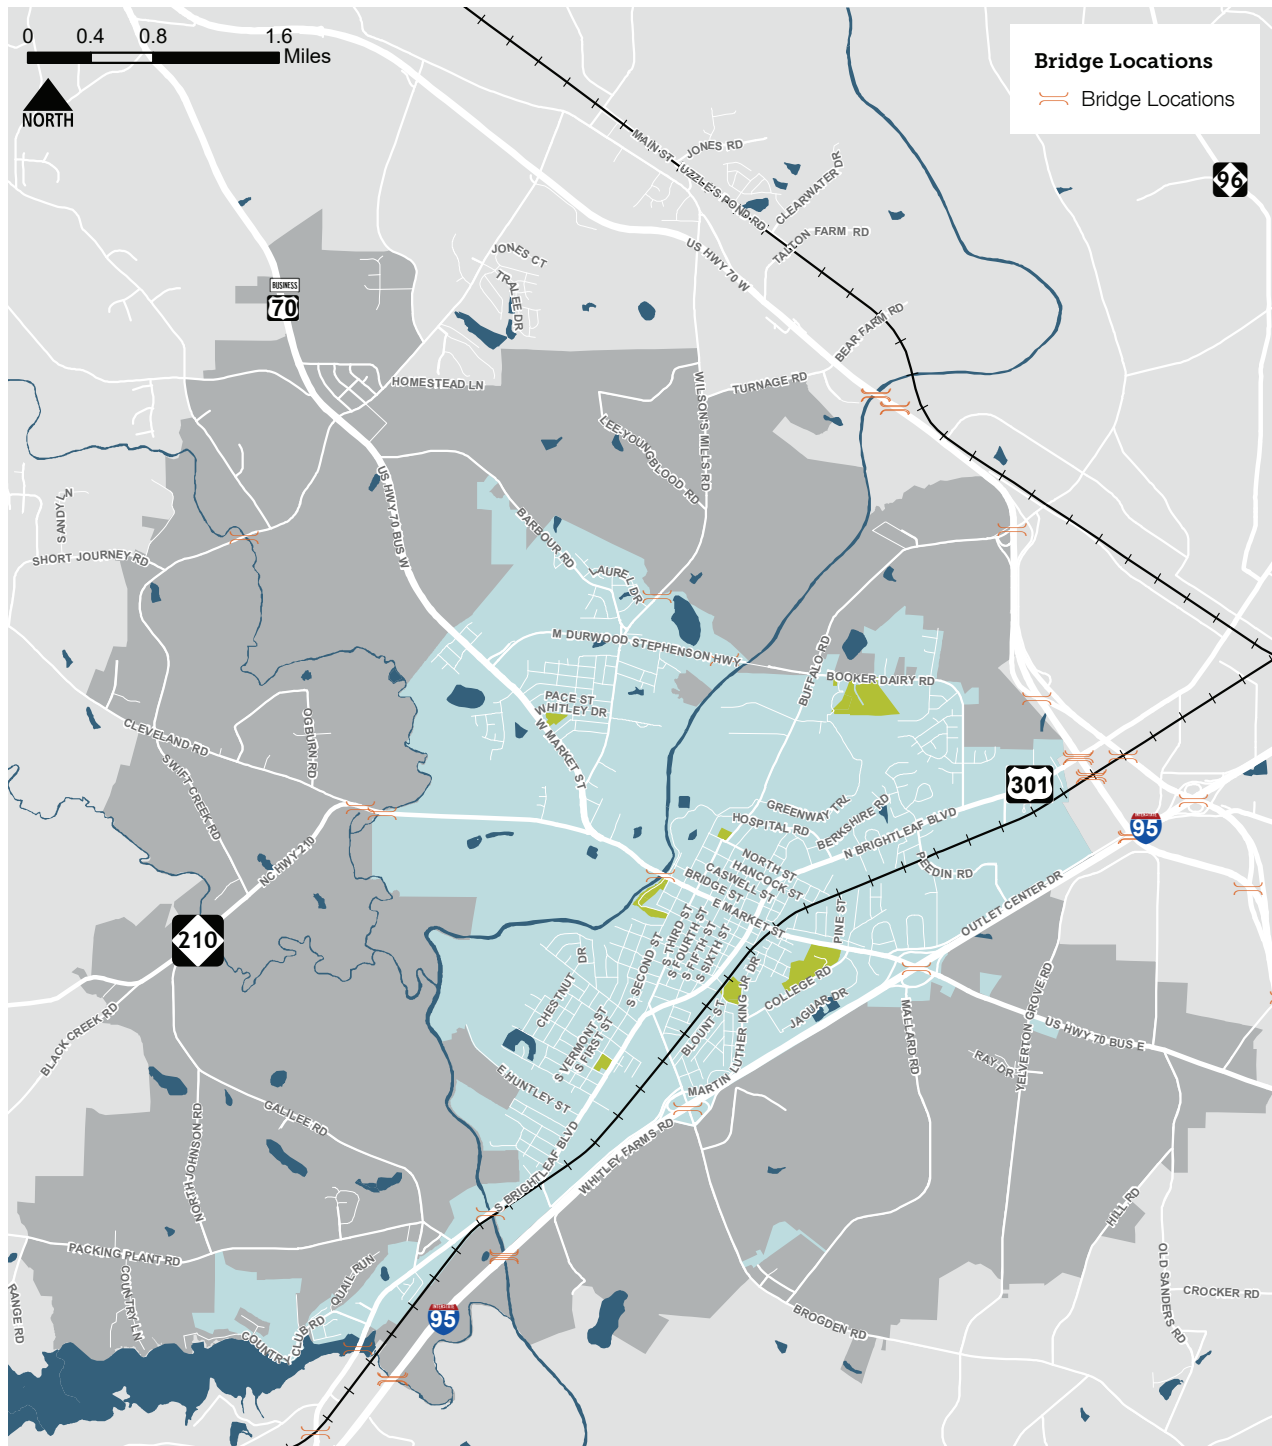 0 0.4 0.8 1.6
Miles
NORTH
Bridge Locations
Bridge Locations
96
MAIN ST
UZZLE'S POND RD
JONES RD
CLEARWATER DR
TALTON FARM RD
US HWY 70 W
JONES CT
TRALEE DR
BUSINESS
70
BEAR FARM RD
HOMESTEAD LN
TURNAGE RD
WILSON'S MILLS RD
LEE-YOUNGBLOOD RD
US HWY 70 BUS W
SANDY LN
SHORT JOURNEY RD
BARBOUR RD
LAUREL DR
M DURWOOD STEPHENSON HWY
BUFFALO RD
BOOKER DAIRY RD
PACE ST
WHITLEY DR
W MARKET ST
CLEVELAND RD
OGBURN RD
SWIFT CREEK RD
NC HWY 210
301
95
GREENWAY TRL
HOSPITAL RD
BERKSHIRE RD
N BRIGHTLEAF BLVD
PEEDIN RD
NORTH ST
HANCOCK ST
CASWELL ST
BRIDGE ST
E MARKET ST
PINE ST
OUTLET CENTER DR
210
S SECOND ST
S THIRD ST
S FOURTH ST
S FIFTH ST
S SIXTH ST
CHESTNUT DR
COLLEGE RD
JAGUAR DR
BLOUNT ST
MARTIN LUTHER KING JR DR
MALLARD RD
YELVERTON GROVE RD
US HWY 70 BUS E
RAY DR
BLACK CREEK RD
S VERMONT ST
S FIRST ST
E HUNTLEY ST
GALILEE RD
NORTH JOHNSON RD
S BRIGHTLEAF BLVD
WHITLEY FARMS RD
HILL RD
PACKING PLANT RD
COUNTRY LN
RANGE RD
QUAIL RUN
COUNTRY CLUB RD
95
BROGDEN RD
OLD SANDERS RD
CROCKER RD